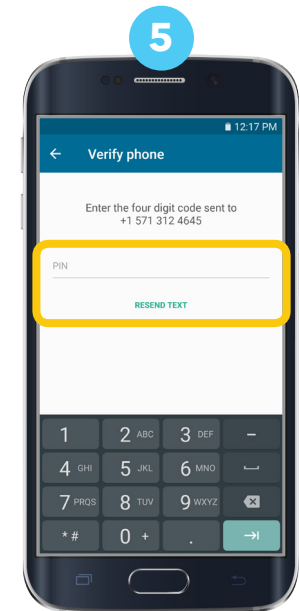 5
12:17 PM
Verify phone
Enter the four digit code sent to
+1 571 312 4645
PIN
RESEND TEXT
1 2 ABC 3 DEF -
4 GHI 5 JKL 6 MNO
7 PRQS 8 TUV 9 WXYZ
* # 0 + .